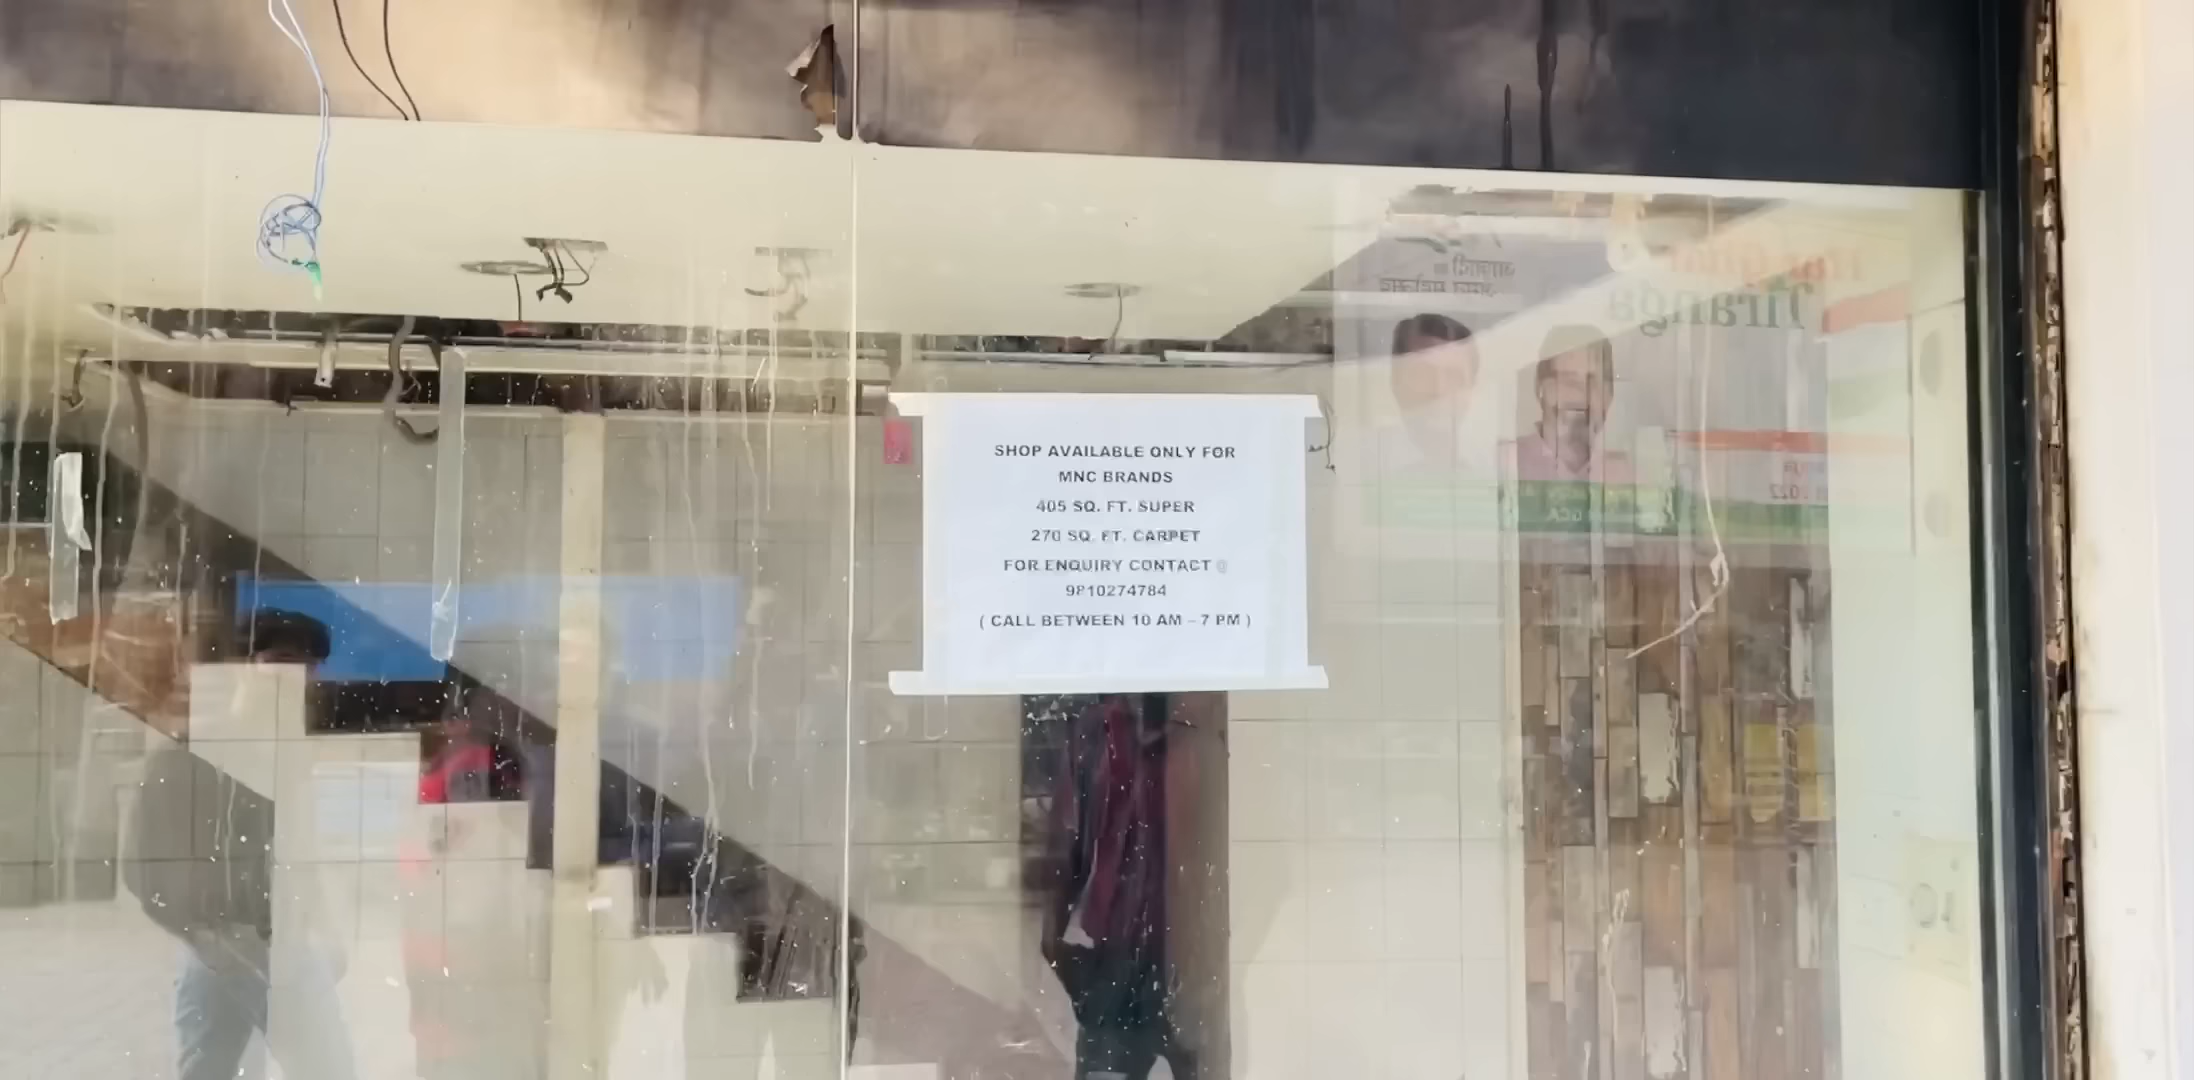 SHOP AVAILABLE ONLY FOR
MNC BRANDS
405 SQ. FT. SUPER
270 SQ. FT. CARPET
FOR ENQUIRY CONTACT @
9810274784
( CALL BETWEEN 10 AM – 7 PM )
Tiranga